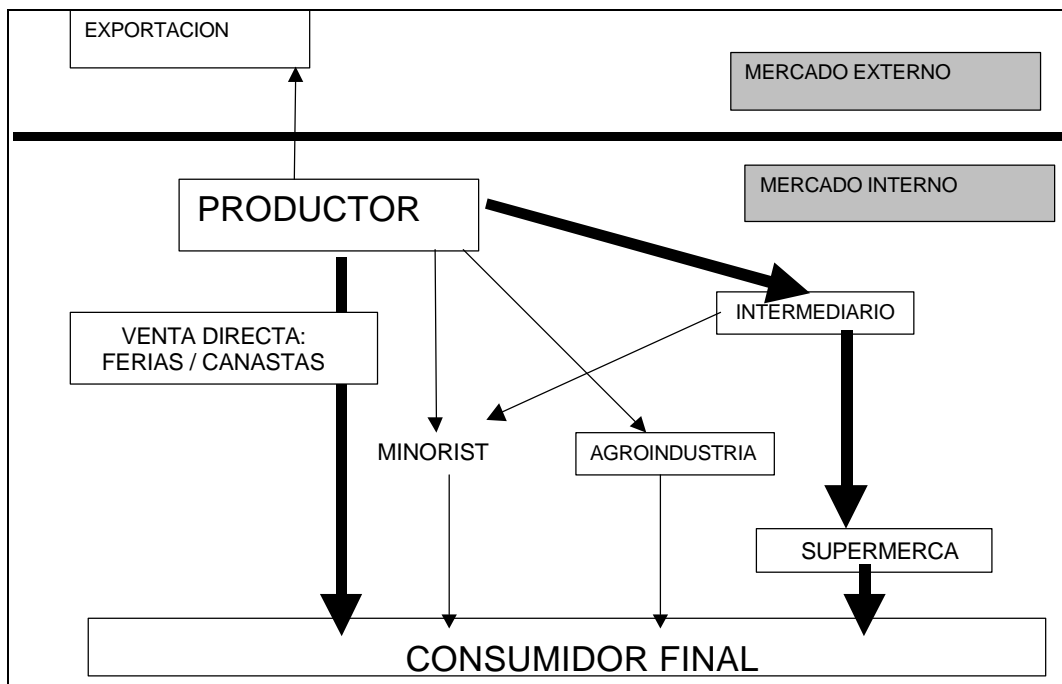 EXPORTACION
MERCADO EXTERNO
MERCADO INTERNO
PRODUCTOR
INTERMEDIARIO
VENTA DIRECTA:
FERIAS / CANASTAS
MINORIST
AGROINDUSTRIA
SUPERMERCA
CONSUMIDOR FINAL